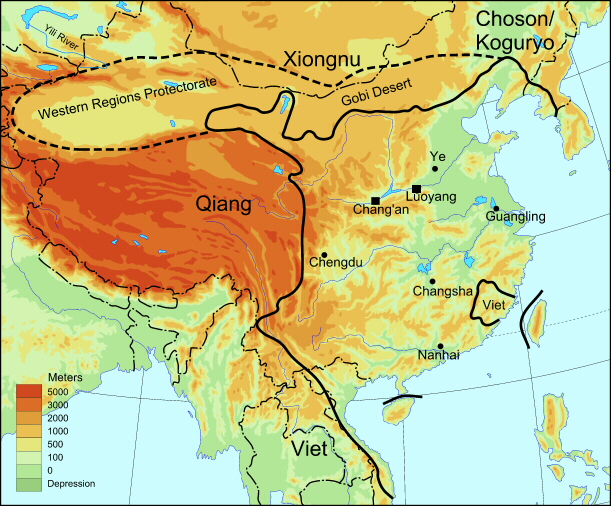 Choson/
Koguryo
Yili River
Xiongnu
Western Regions Protectorate
Gobi Desert
Ye
Luoyang
Chang'an
Qiang
Guangling
Chengdu
Changsha
Viet
Nanhai
Viet
Meters
5000
3000
2000
1000
500
100
0
Depression